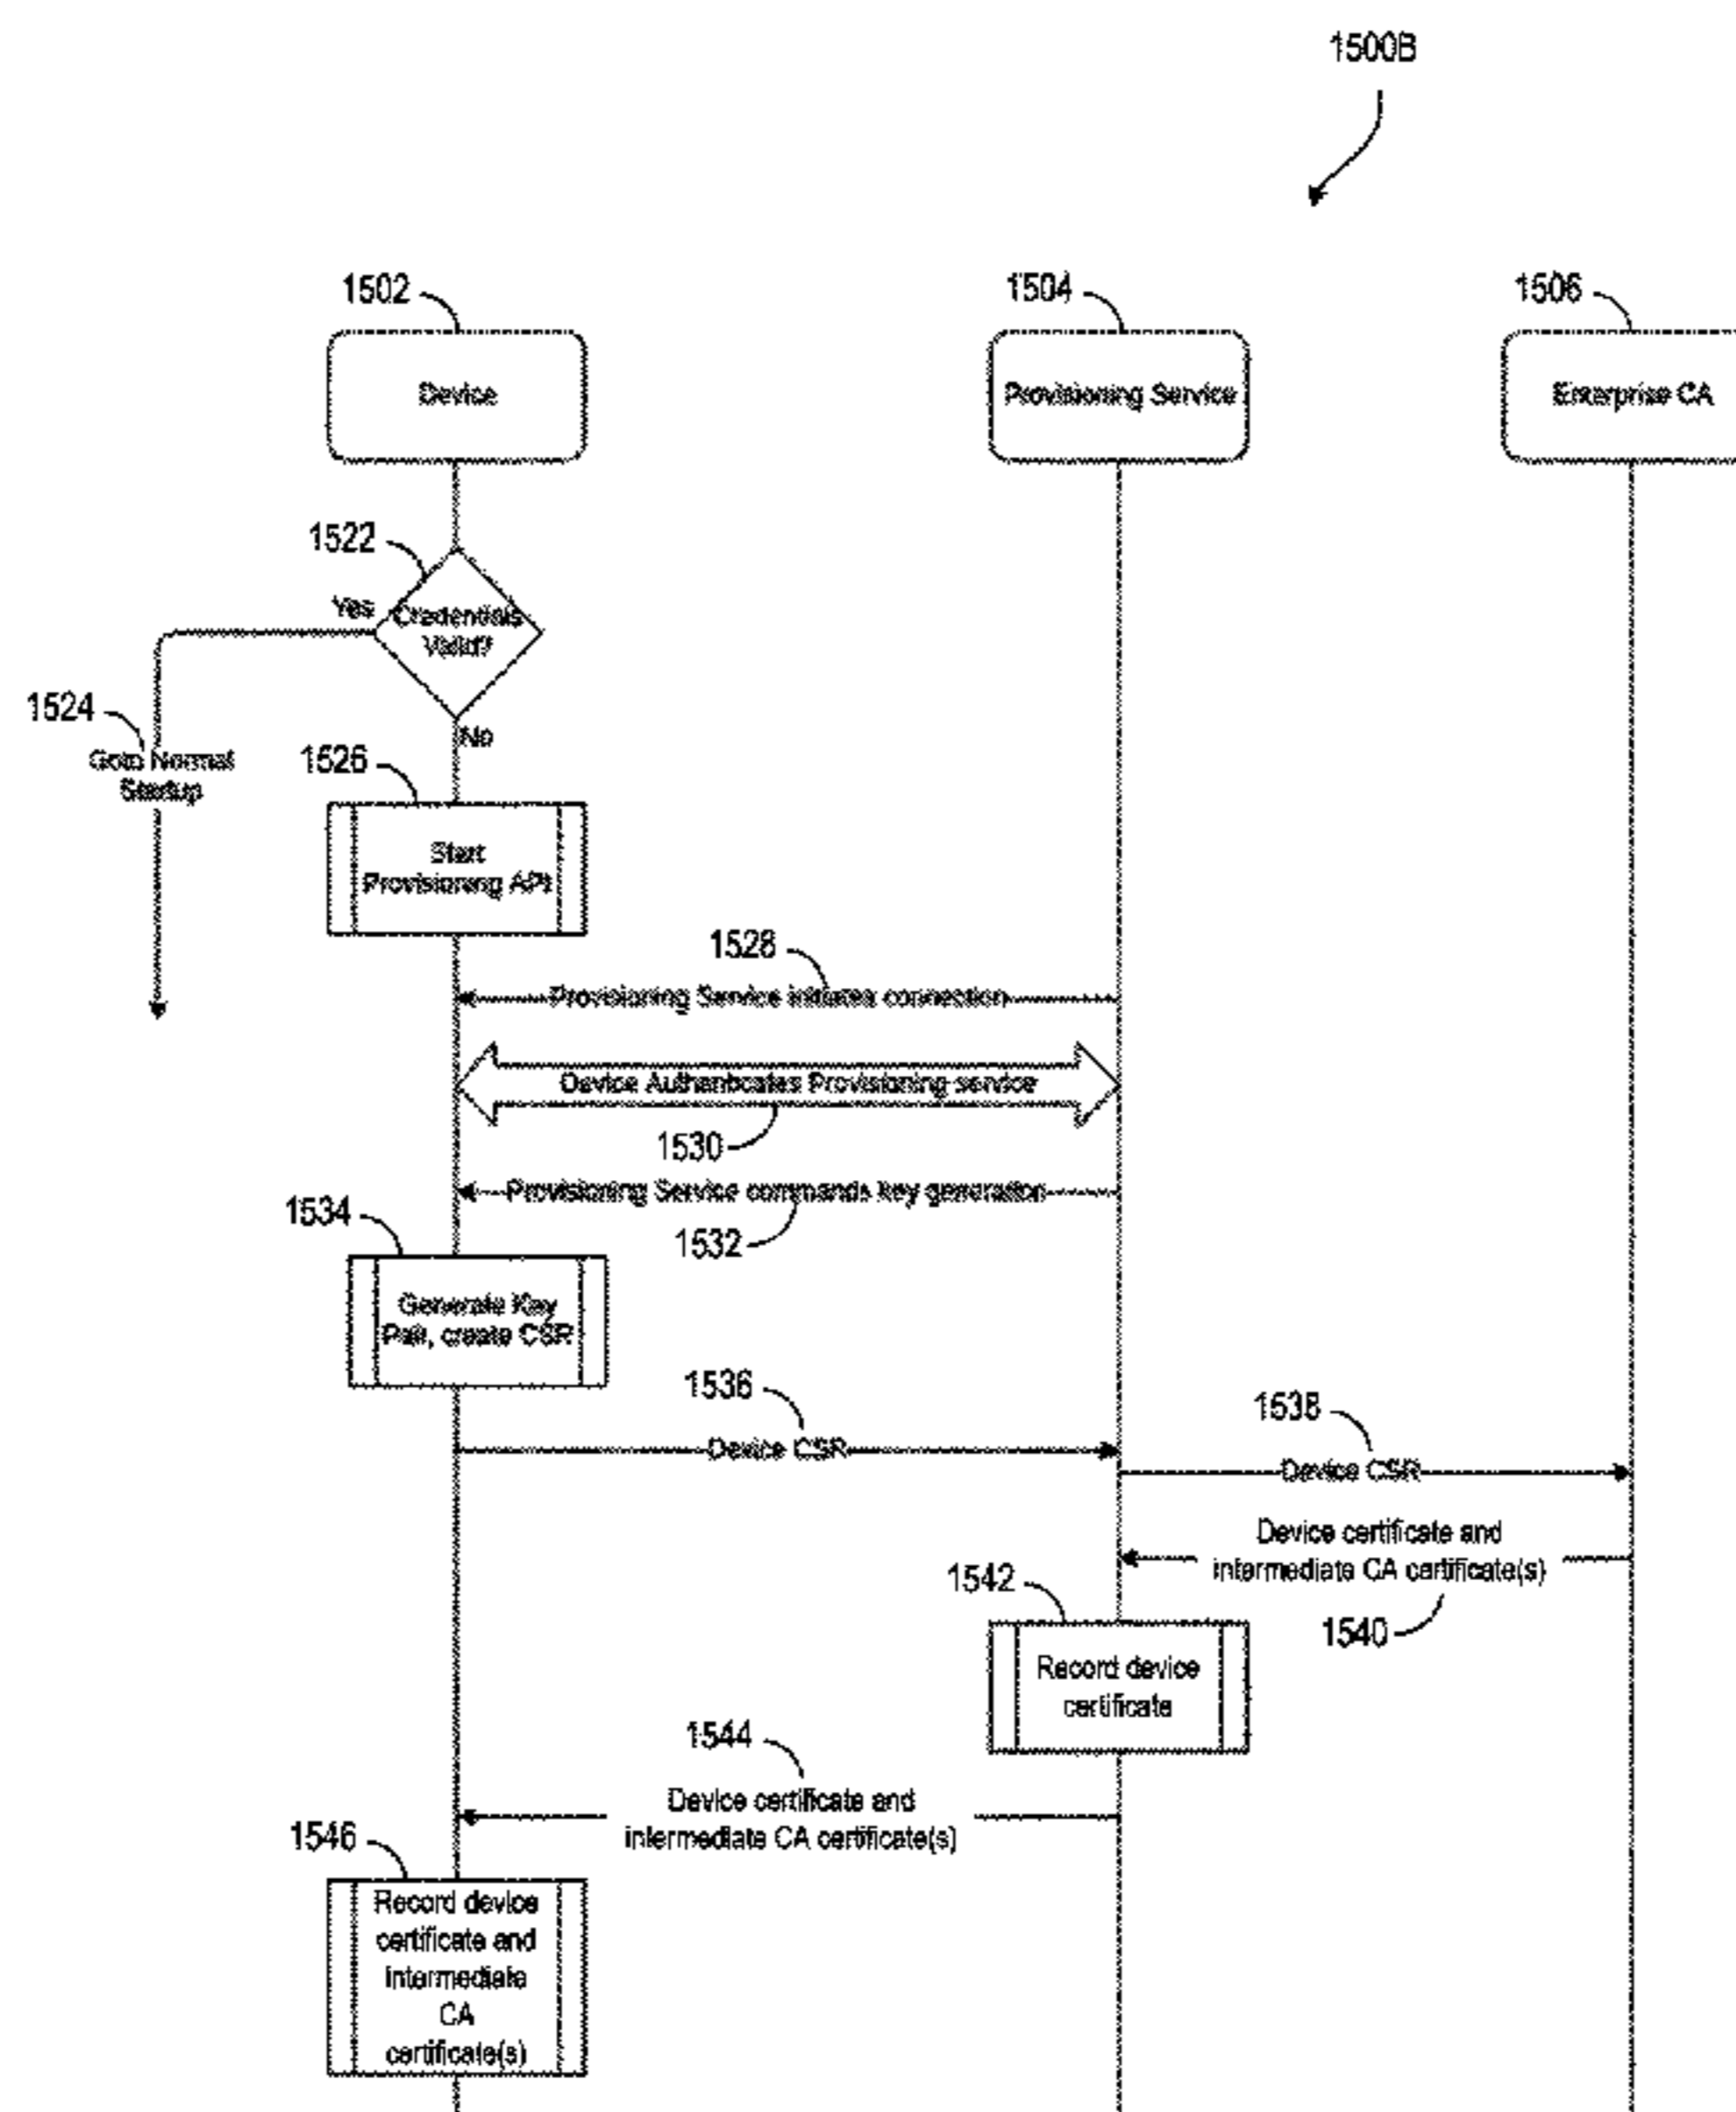 1500B
1502
1504
1506
Device
Provisioning Service
Enterprise CA
1522
Yes
Credentials
Valid?
1524
No
Goto Normal
Startup
1526
Start
Provisioning API
1528
Provisioning Service initiates connection
Device Authenticates Provisioning service
1530
Provisioning Service commands key generation
1532
1534
Generate Key
Pair, create CSR
1536
Device CSR
1538
Device CSR
Device certificate and
intermediate CA certificate(s)
1540
1542
Record device
certificate
1544
Device certificate and
intermediate CA certificate(s)
1546
Record device
certificate and
intermediate
CA
certificate(s)